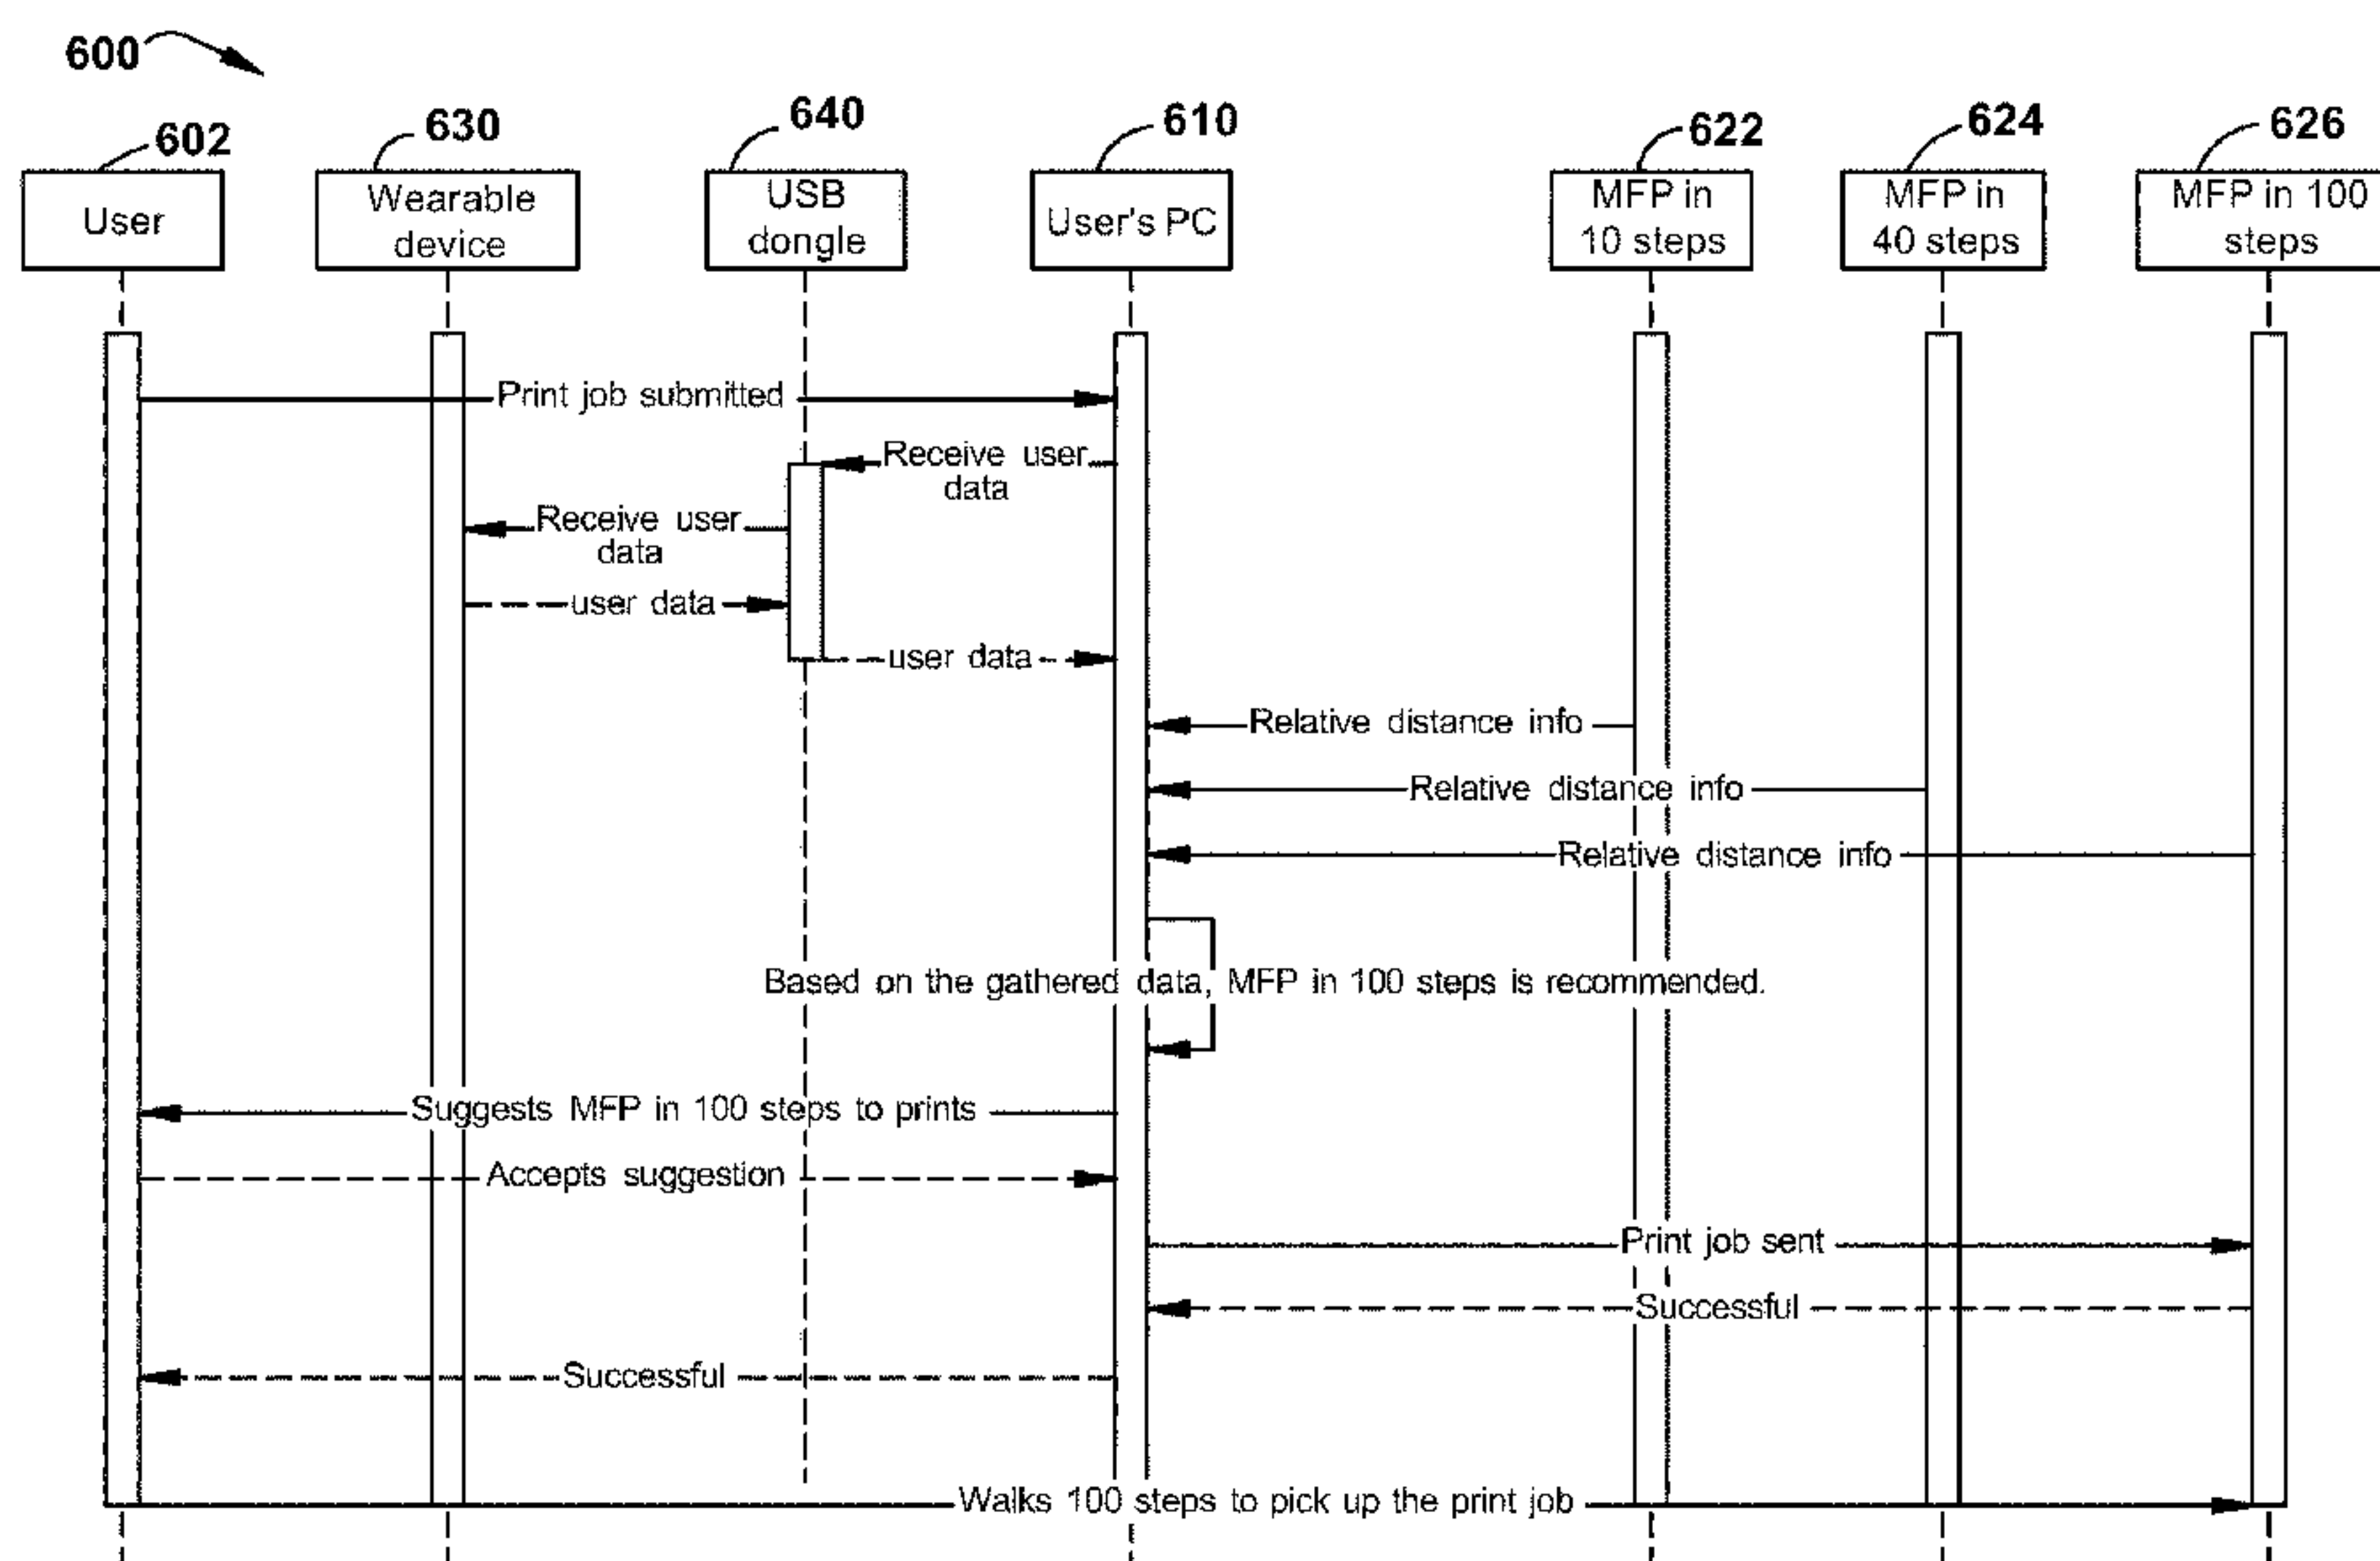 600
602
630
640
610
622
624
626
User
Wearable
device
USB
dongle
User's PC
MFP in
10 steps
MFP in
40 steps
MFP in 100
steps
Print job submitted
Receive user
data
Receive user
data
user data
user data
Relative distance info
Relative distance info
Relative distance info
Based on the gathered data, MFP in 100 steps is recommended.
Suggests MFP in 100 steps to prints
Accepts suggestion
Print job sent
Successful
Successful
Walks 100 steps to pick up the print job